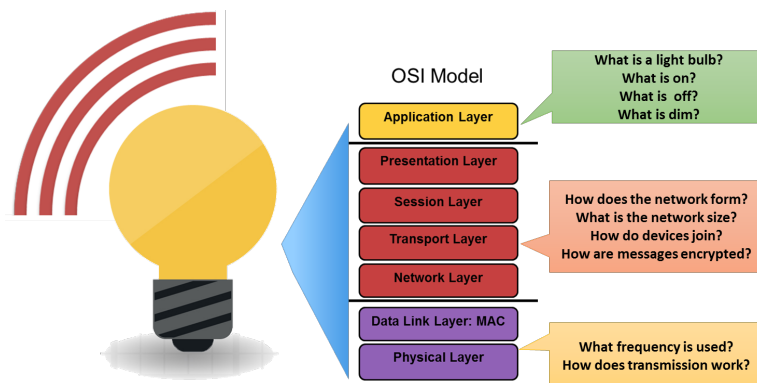 OSI Model
Application Layer
Presentation Layer
Session Layer
Transport Layer
Network Layer
Data Link Layer: MAC
Physical Layer
What is a light bulb?
What is on?
What is off?
What is dim?
How does the network form?
What is the network size?
How do devices join?
How are messages encrypted?
What frequency is used?
How does transmission work?